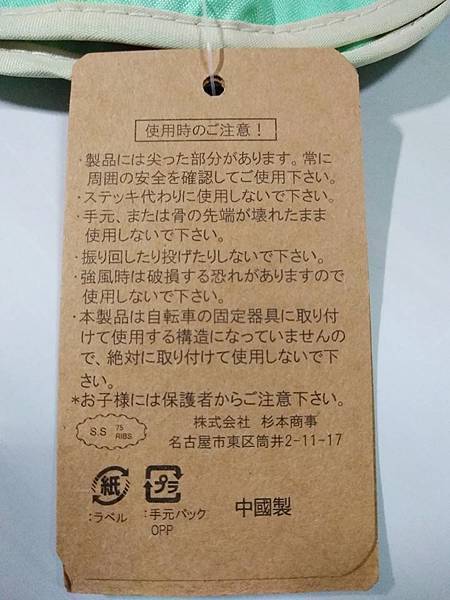 使用時のご注意！
・製品には尖った部分があります。常に
周囲の安全を確認してご使用下さい。
・ステッキ代わりに使用しないで下さい。
・手元、または骨の先端が壊れたまま
使用しないで下さい。
・振り回したり投げたりしないで下さい。
・強風時は破損する恐れがありますので
使用しないで下さい。
・本製品は自転車の固定器具に取り付
けて使用する構造になっていませんの
で、絶対に取り付けて使用しないで下
さい。
*お子様には保護者からご注意下さい。
S.S 75 RIBS
株式会社 杉本商事
名古屋市東区筒井2-11-17
紙 プラ
:ラベル :手元パック
OPP
中國製